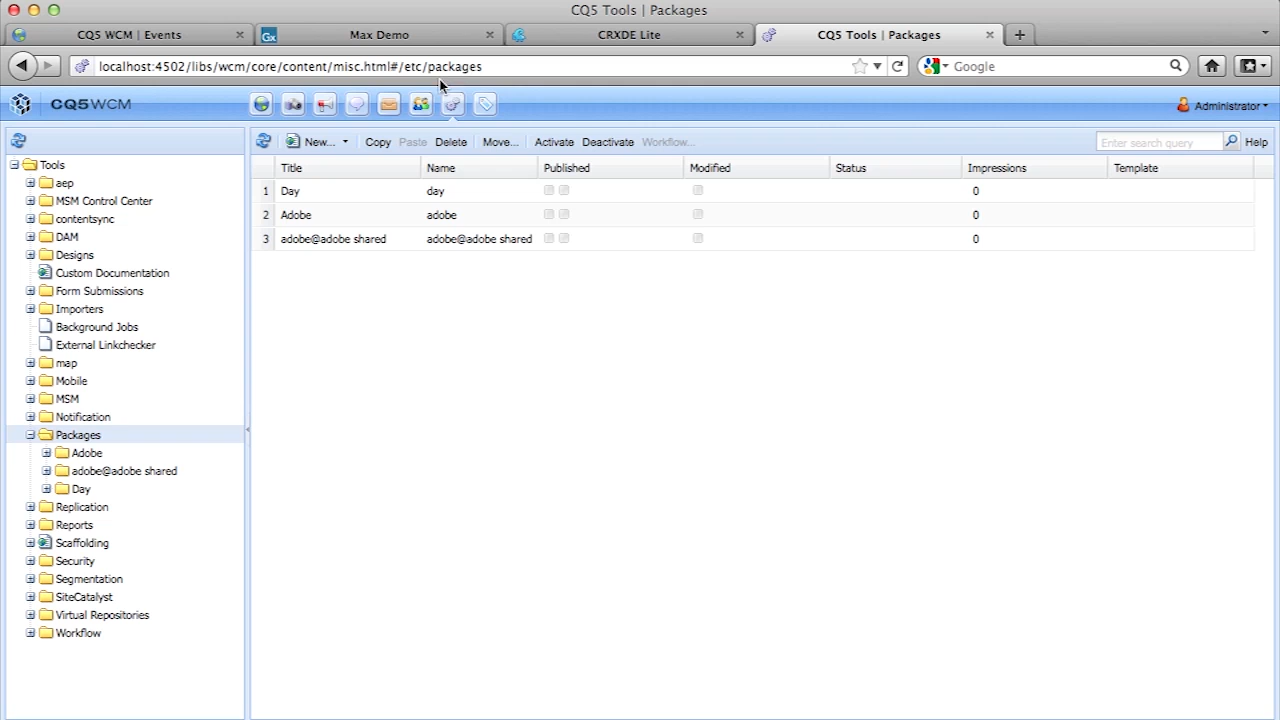 CQ5 Tools | Packages
CQ5 WCM | Events
Gx Max Demo
CRXDE Lite
CQ5 Tools | Packages
localhost:4502/libs/wcm/core/content/misc.html#/etc/packages
Google
CQ5WCM
Administrator
New... Copy Paste Delete Move... Activate Deactivate Workflow... Enter search query Help
Title Name Published Modified Status Impressions Template
1 Day day 0
2 Adobe adobe 0
3 adobe@adobe shared adobe@adobe shared 0
Tools
aep
MSM Control Center
contentsync
DAM
Designs
Custom Documentation
Form Submissions
Importers
Background Jobs
External Linkchecker
map
Mobile
MSM
Notification
Packages
Adobe
adobe@adobe shared
Day
Replication
Reports
Scaffolding
Security
Segmentation
SiteCatalyst
Virtual Repositories
Workflow